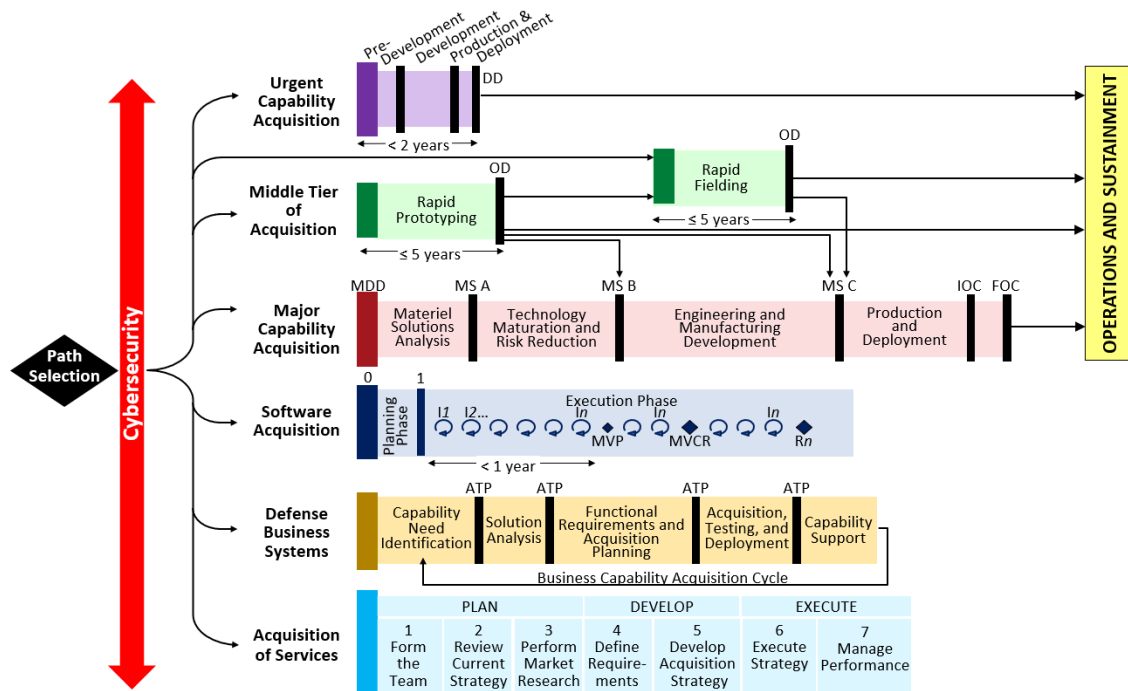 Path
Selection
Cybersecurity
Urgent
Capability
Acquisition
Pre-
Development
Development
Production &
Deployment
DD
< 2 years
Middle Tier
of
Acquisition
Rapid
Prototyping
OD
≤ 5 years
Rapid
Fielding
OD
≤ 5 years
Major
Capability
Acquisition
MDD
Materiel
Solutions
Analysis
MS A
Technology
Maturation and
Risk Reduction
MS B
Engineering and
Manufacturing
Development
MS C
Production
and
Deployment
IOC
FOC
Software
Acquisition
0
Planning
Phase
1
Execution Phase
I1
I2...
In
MVP
In
MVCR
In
Rn
< 1 year
Defense
Business
Systems
Capability
Need
Identification
ATP
Solution
Analysis
ATP
Functional
Requirements and
Acquisition
Planning
ATP
Acquisition,
Testing, and
Deployment
ATP
Capability
Support
Business Capability Acquisition Cycle
Acquisition
of Services
PLAN
DEVELOP
EXECUTE
1
Form
the
Team
2
Review
Current
Strategy
3
Perform
Market
Research
4
Define
Require-
ments
5
Develop
Acquisition
Strategy
6
Execute
Strategy
7
Manage
Performance
OPERATIONS AND SUSTAINMENT